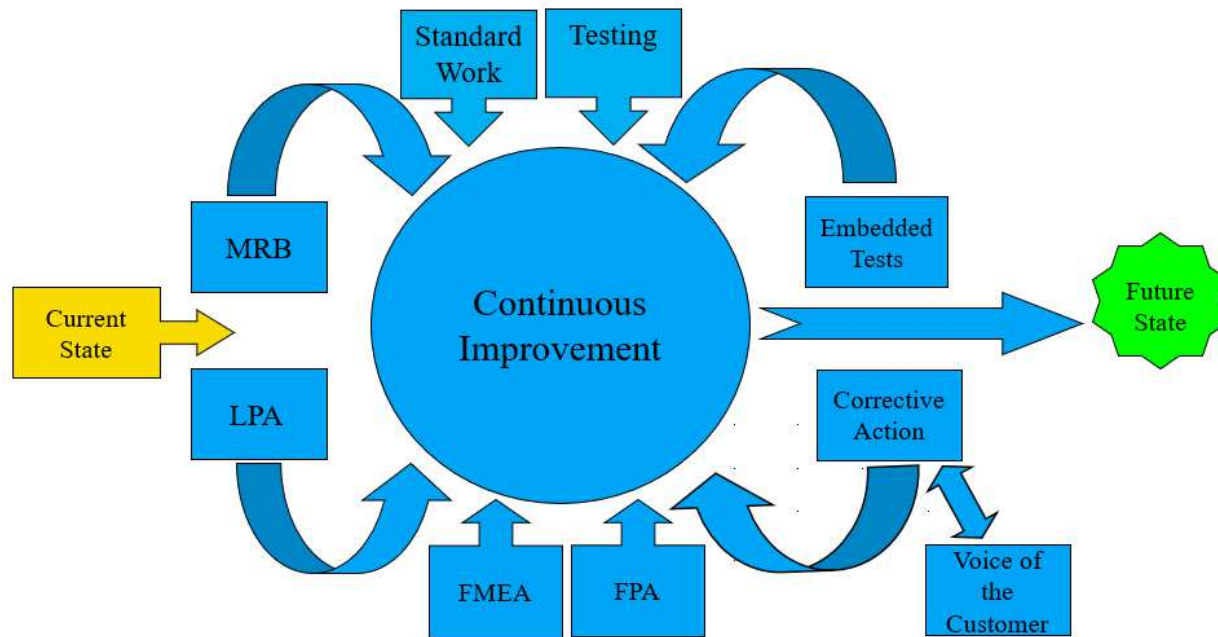 Standard
Work
Testing
MRB
Embedded
Tests
Current
State
Continuous
Improvement
Future
State
LPA
Corrective
Action
FMEA
FPA
Voice of
the
Customer